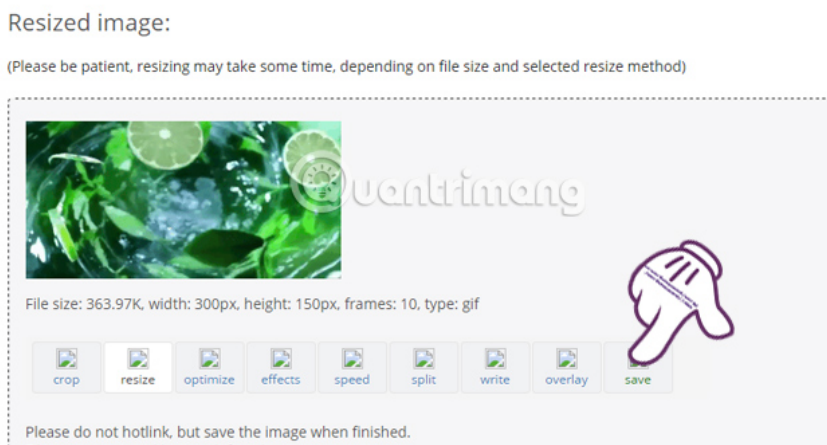 Resized image:
(Please be patient, resizing may take some time, depending on file size and selected resize method)
Quantrimang
File size: 363.97K, width: 300px, height: 150px, frames: 10, type: gif
crop resize optimize effects speed split write overlay save
Please do not hotlink, but save the image when finished.